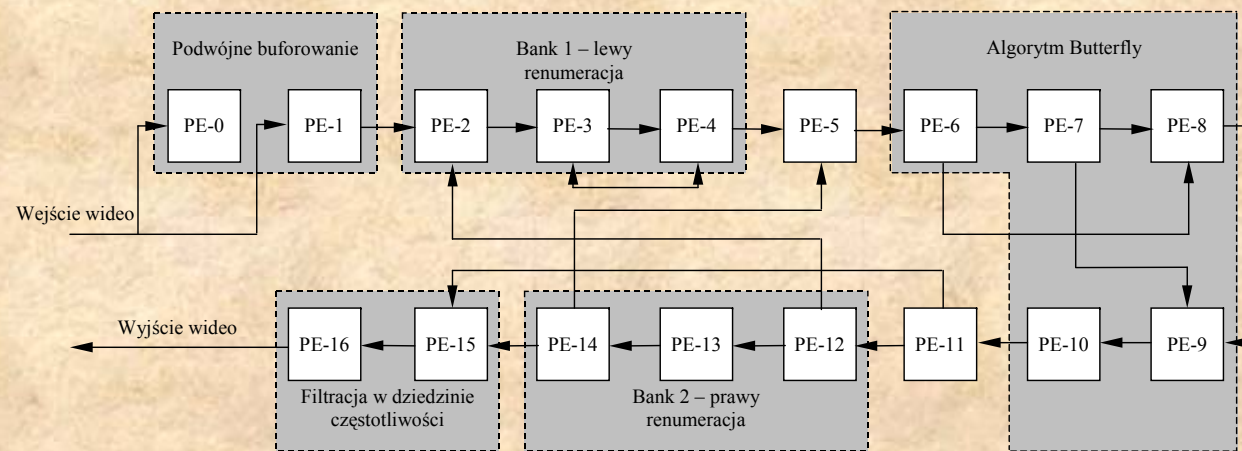 Podwójne buforowanie
Bank 1 – lewy
renumeracja
Algorytm Butterfly
PE-0
PE-1
PE-2
PE-3
PE-4
PE-5
PE-6
PE-7
PE-8
Wejście wideo
Wyjście wideo
PE-16
PE-15
PE-14
PE-13
PE-12
PE-11
PE-10
PE-9
Filtracja w dziedzinie
częstotliwości
Bank 2 – prawy
renumeracja